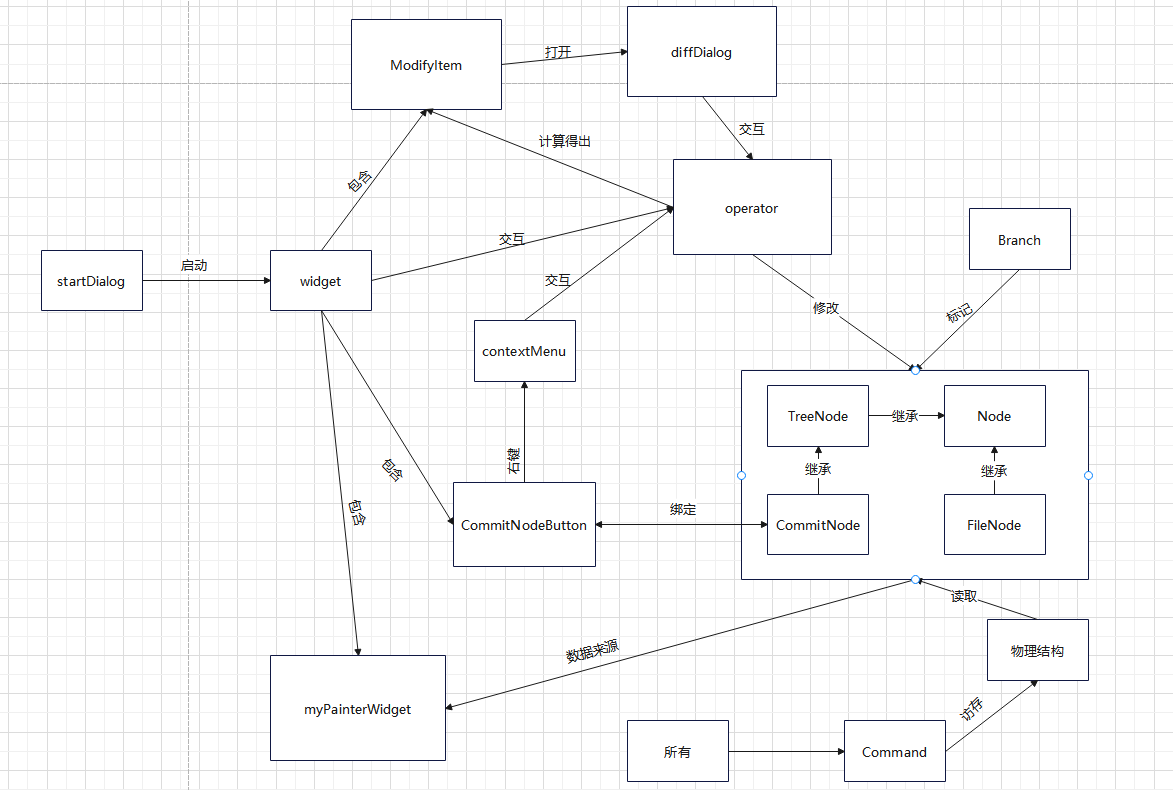 ModifyItem
打开
diffDialog
交互
计算得出
包含
operator
交互
Branch
startDialog
启动
widget
交互
修改
标记
contextMenu
TreeNode
继承
Node
包含
右键
继承
继承
包含
CommitNodeButton
绑定
CommitNode
FileNode
读取
数据来源
物理结构
myPainterWidget
访存
所有
Command